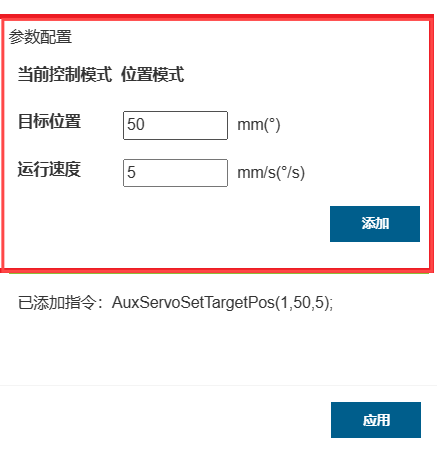 参数配置
当前控制模式 位置模式
目标位置 50 mm(°)
运行速度 5 mm/s(°/s)
添加
已添加指令：AuxServoSetTargetPos(1,50,5);
应用